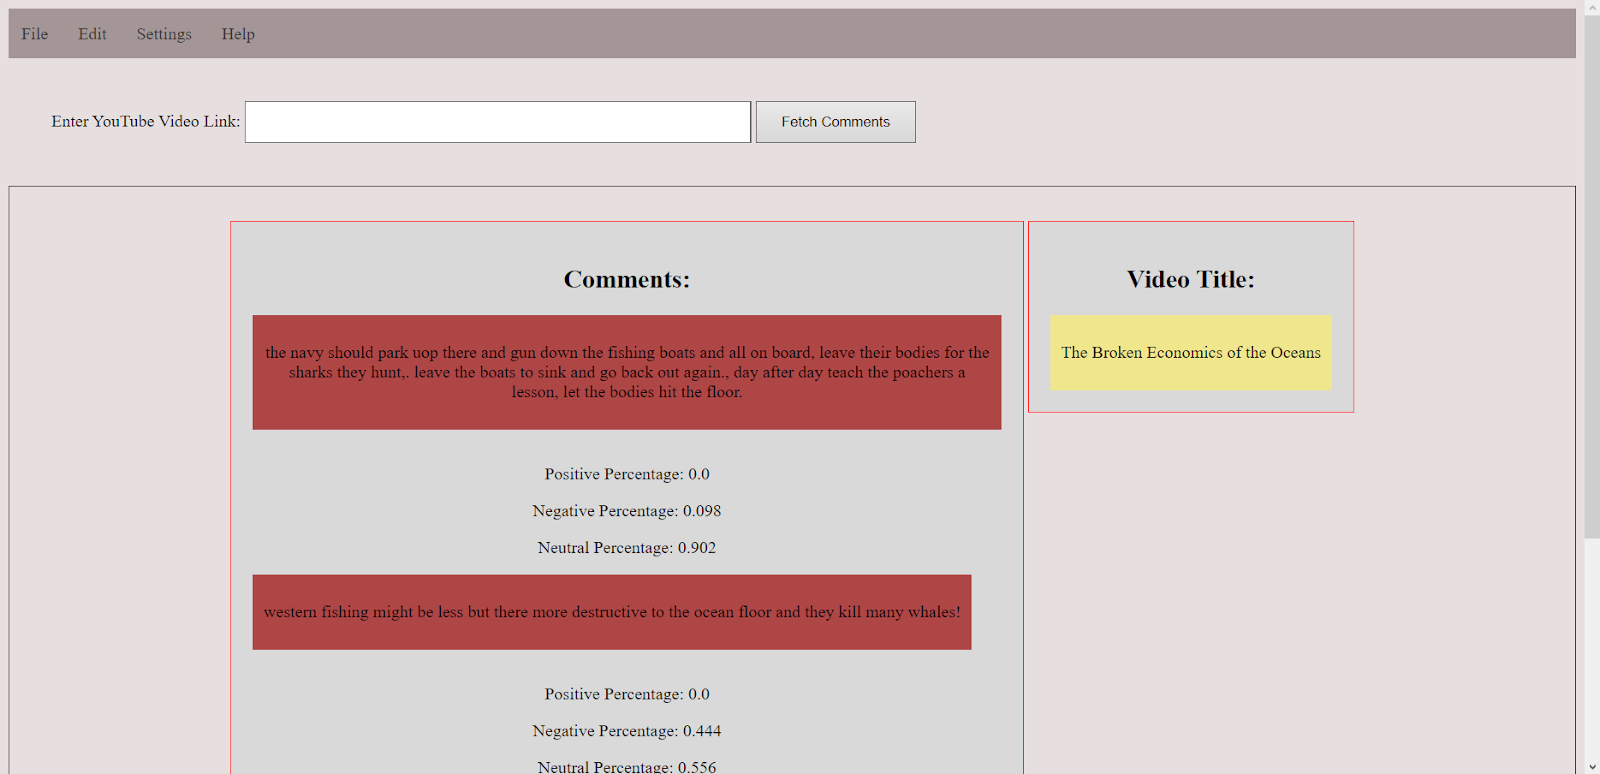 File Edit Settings Help
Enter YouTube Video Link: Fetch Comments
Comments:
the navy should park uop there and gun down the fishing boats and all on board, leave their bodies for the
sharks they hunt,. leave the boats to sink and go back out again., day after day teach the poachers a
lesson, let the bodies hit the floor.
Positive Percentage: 0.0
Negative Percentage: 0.098
Neutral Percentage: 0.902
western fishing might be less but there more destructive to the ocean floor and they kill many whales!
Positive Percentage: 0.0
Negative Percentage: 0.444
Neutral Percentage: 0.556
Video Title:
The Broken Economics of the Oceans